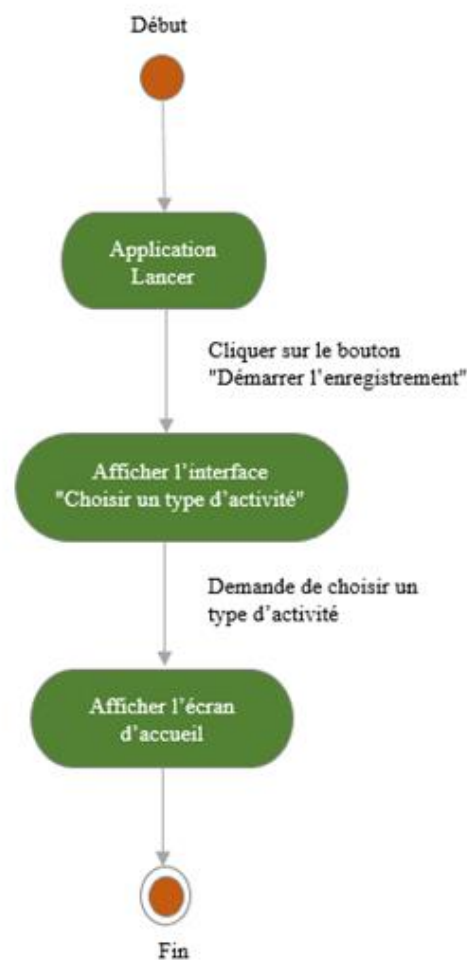 Début
Application
Lancer
Cliquer sur le bouton
"Démarrer l’enregistrement"
Afficher l’interface
"Choisir un type d’activité"
Demande de choisir un
type d’activité
Afficher l’écran
d’accueil
Fin